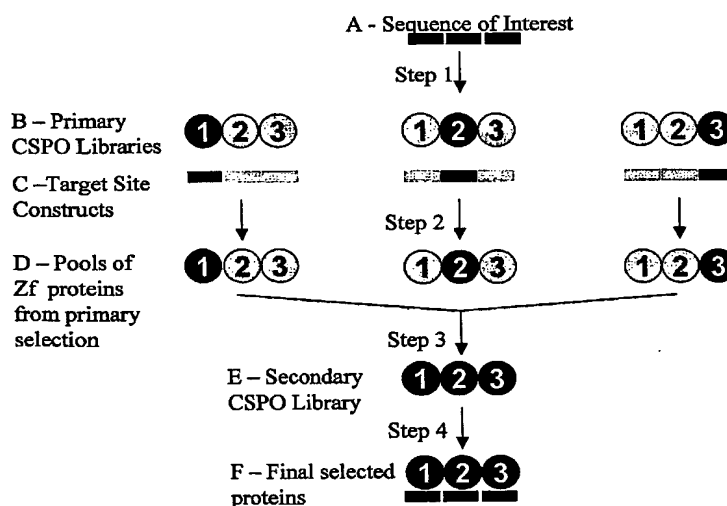 A - Sequence of Interest
Step 1
B – Primary
CSPO Libraries
1 2 3
1 2 3
1 2 3
C –Target Site
Constructs
Step 2
D – Pools of
Zf proteins
from primary
selection
1 2 3
1 2 3
1 2 3
Step 3
E – Secondary
CSPO Library
1 2 3
Step 4
F – Final selected
proteins
1 2 3